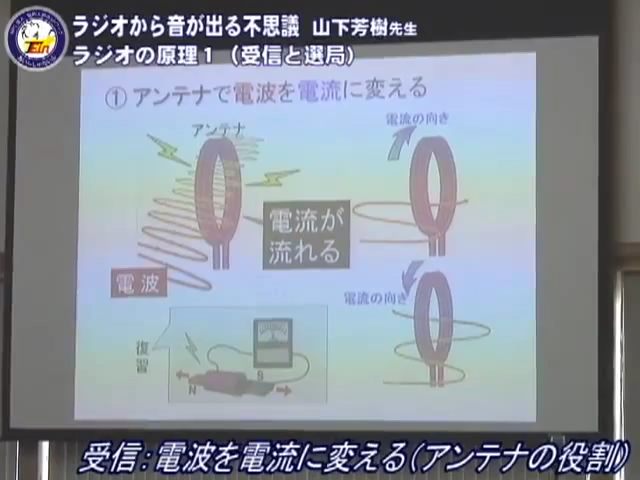 ラジオから音が出る不思議 山下芳樹先生
ラジオの原理１（受信と選局）
① アンテナで電波を電流に変える
アンテナ
電流の向き
電流が
流れる
電波
電流の向き
復習
N
S
受信：電波を電流に変える（アンテナの役割）